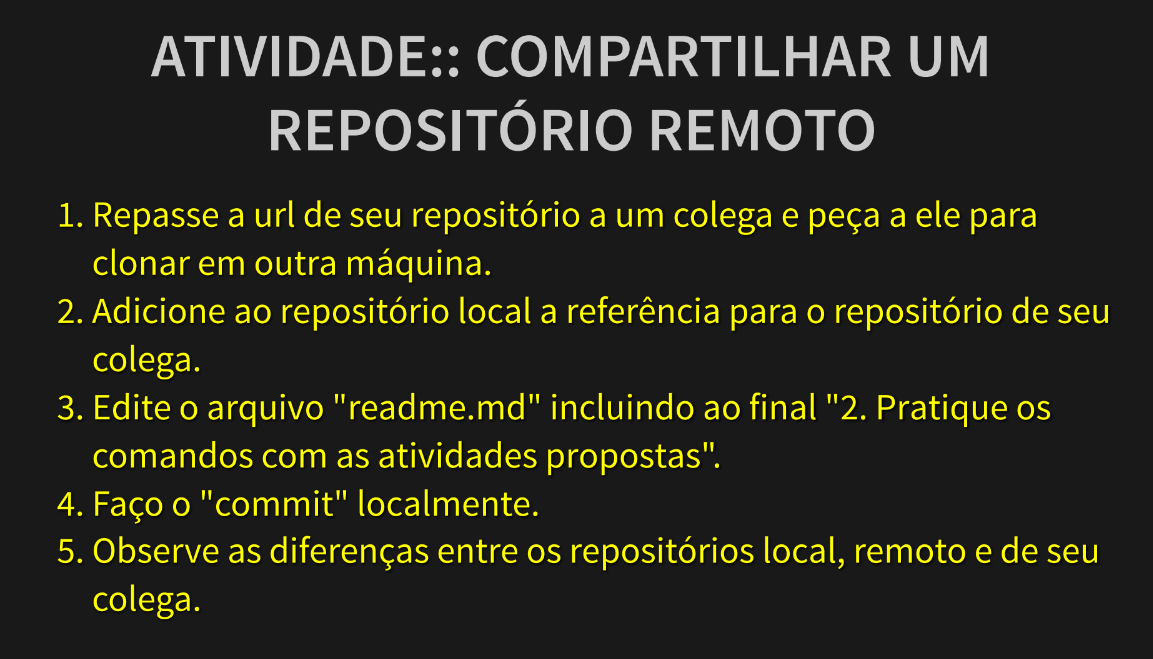 ATIVIDADE:: COMPARTILHAR UM
REPOSITÓRIO REMOTO
1. Repasse a url de seu repositório a um colega e peça a ele para
clonar em outra máquina.
2. Adicione ao repositório local a referência para o repositório de seu
colega.
3. Edite o arquivo "readme.md" incluindo ao final "2. Pratique os
comandos com as atividades propostas".
4. Faço o "commit" localmente.
5. Observe as diferenças entre os repositórios local, remoto e de seu
colega.